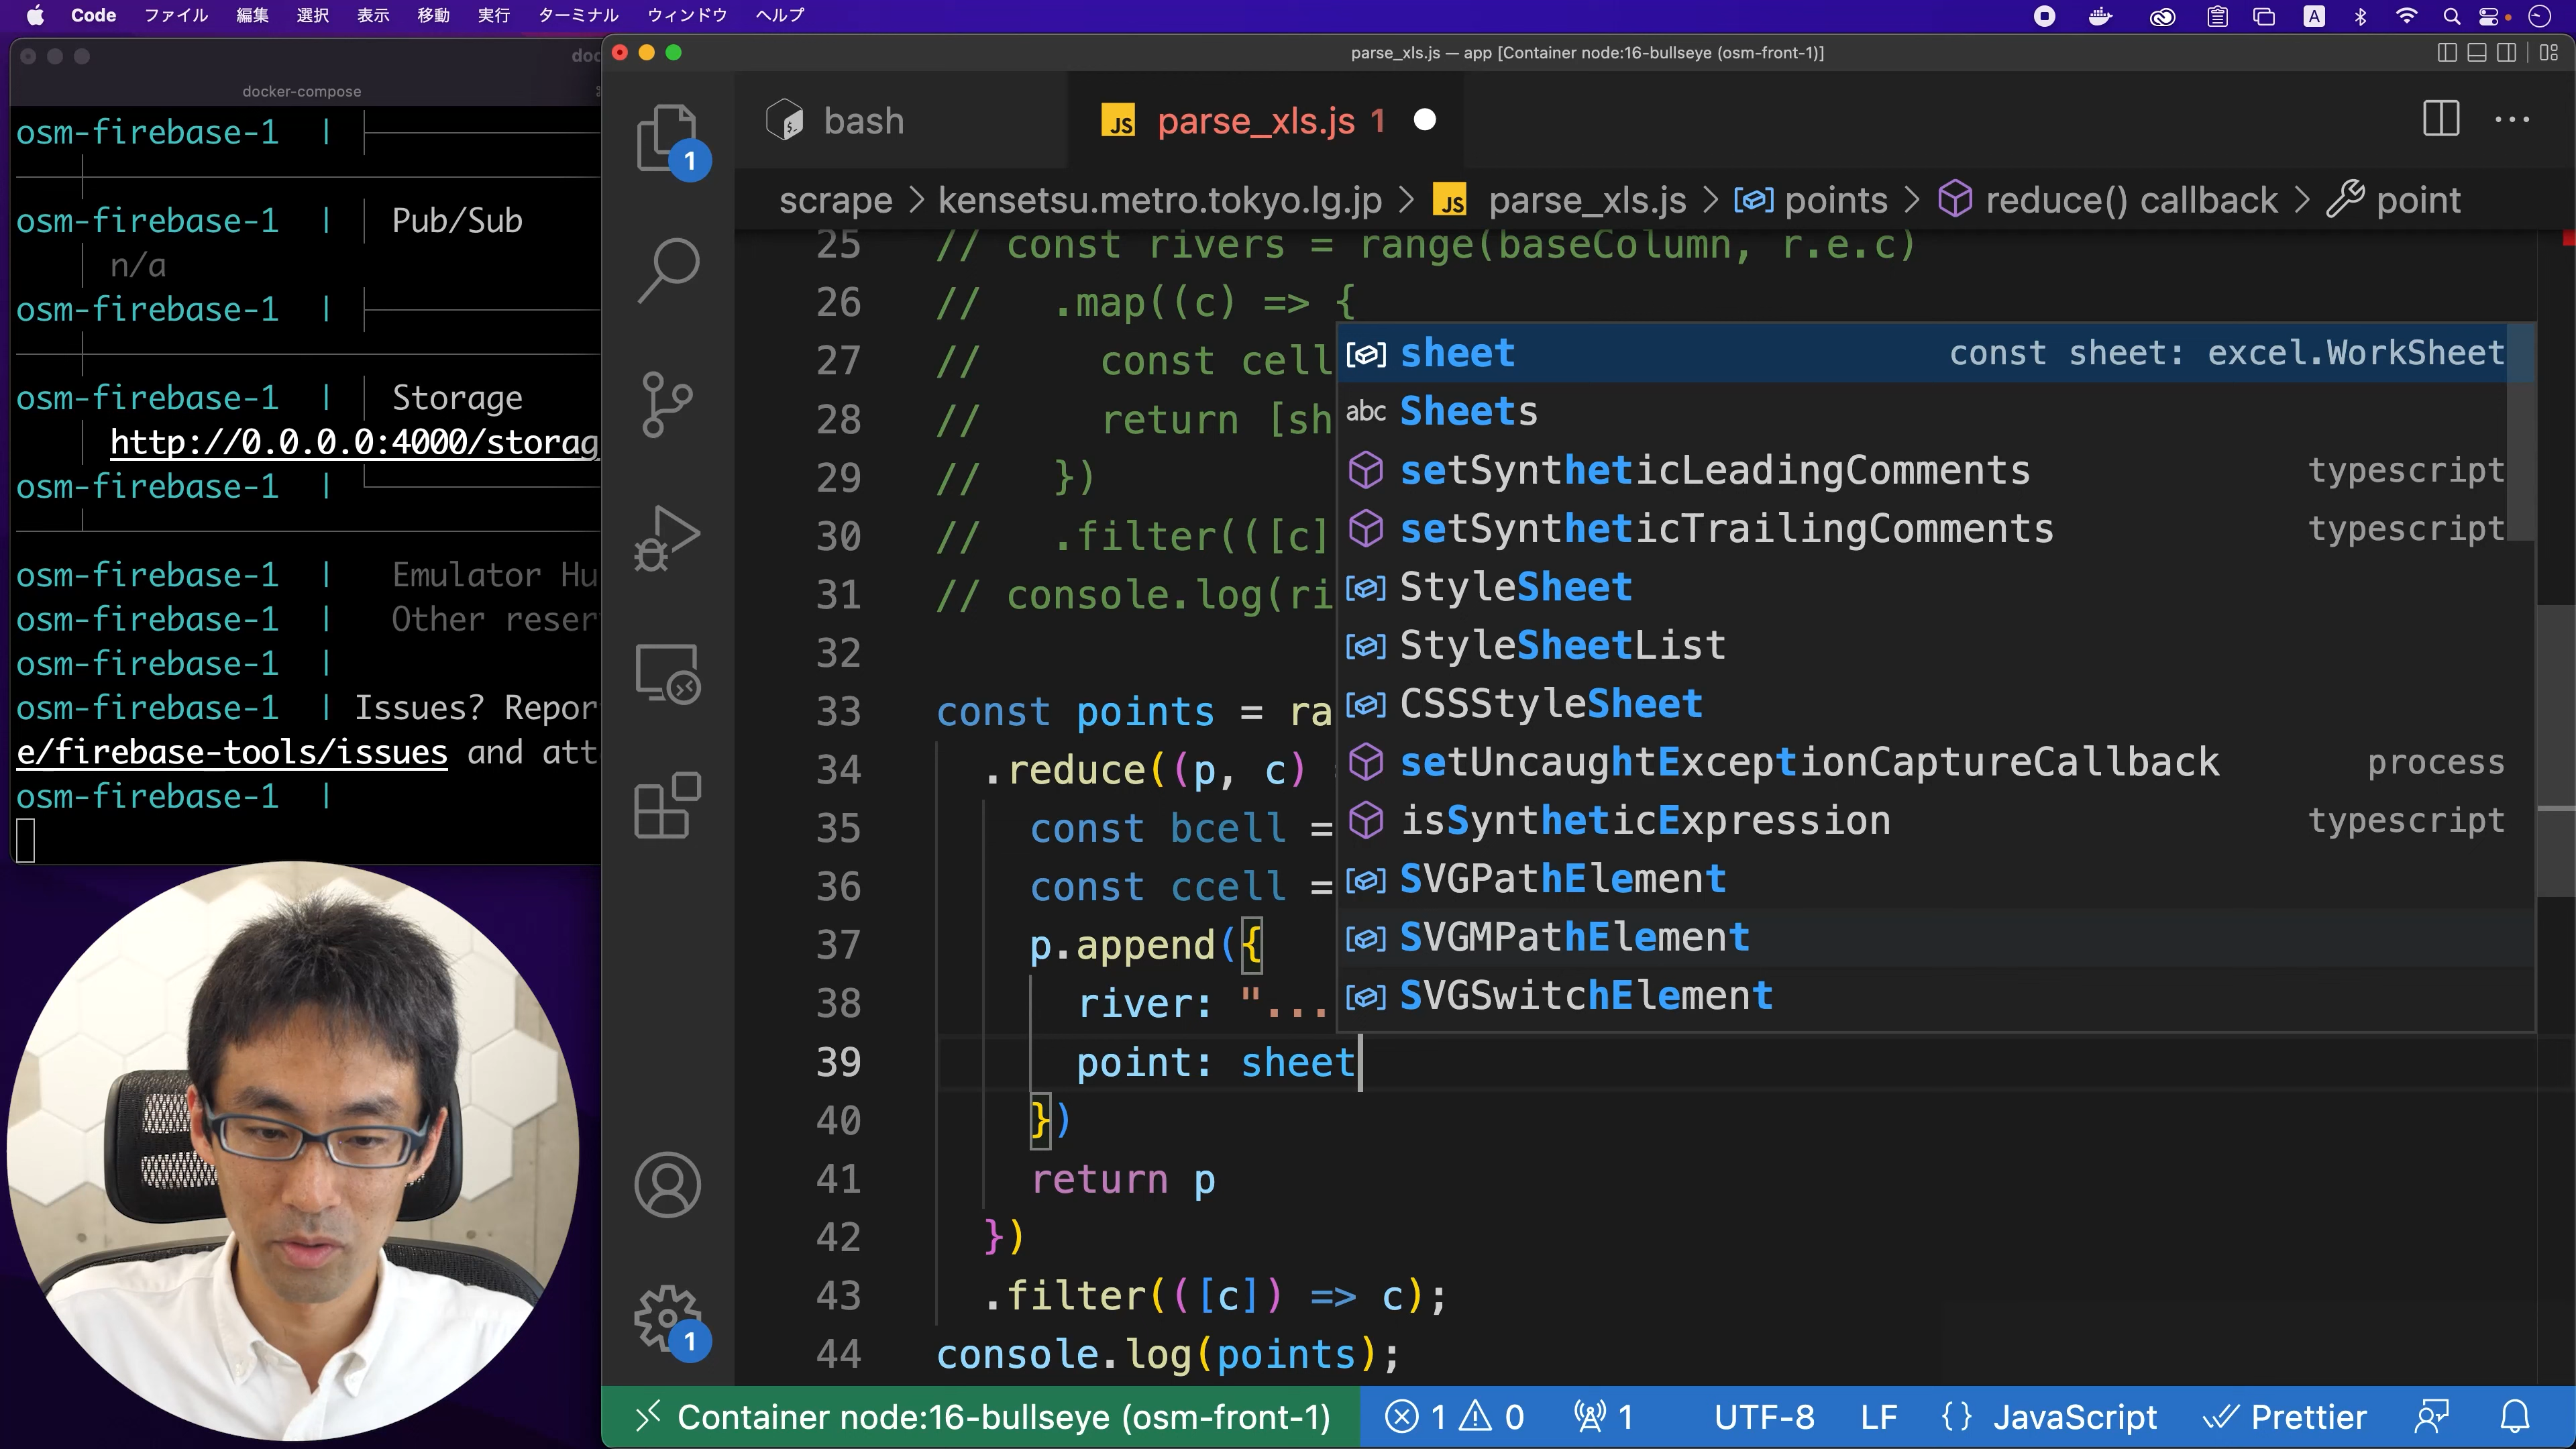 Code ファイル 編集 選択 表示 移動 実行 ターミナル ウィンドウ ヘルプ
A
doc
docker-compose
osm-firebase-1 |
osm-firebase-1 | Pub/Sub
n/a
osm-firebase-1 |
osm-firebase-1 | Storage
http://0.0.0.0:4000/storag
osm-firebase-1 |
osm-firebase-1 | Emulator Hu
osm-firebase-1 | Other reser
osm-firebase-1 |
osm-firebase-1 | Issues? Repor
e/firebase-tools/issues and att
osm-firebase-1 |
parse_xls.js — app [Container node:16-bullseye (osm-front-1)]
1
bash
JS parse_xls.js 1
scrape > kensetsu.metro.tokyo.lg.jp > JS parse_xls.js > points > reduce() callback > point
25 // const rivers = range(baseColumn, r.e.c)
26 // .map((c) => {
27 // const cell
28 // return [sh
29 // })
30 // .filter(([c]
31 // console.log(ri
32
33 const points = ra
34 .reduce((p, c)
35 const bcell =
36 const ccell =
37 p.append({
38 river: "...
39 point: sheet
40 })
41 return p
42 })
43 .filter(([c]) => c);
44 console.log(points);
sheet const sheet: excel.WorkSheet
abc Sheets
setSyntheticLeadingComments typescript
setSyntheticTrailingComments typescript
StyleSheet
StyleSheetList
CSSStyleSheet
setUncaughtExceptionCaptureCallback process
isSyntheticExpression typescript
SVGPathElement
SVGMPathElement
SVGSwitchElement
1
Container node:16-bullseye (osm-front-1) 1 0 1 UTF-8 LF {} JavaScript Prettier